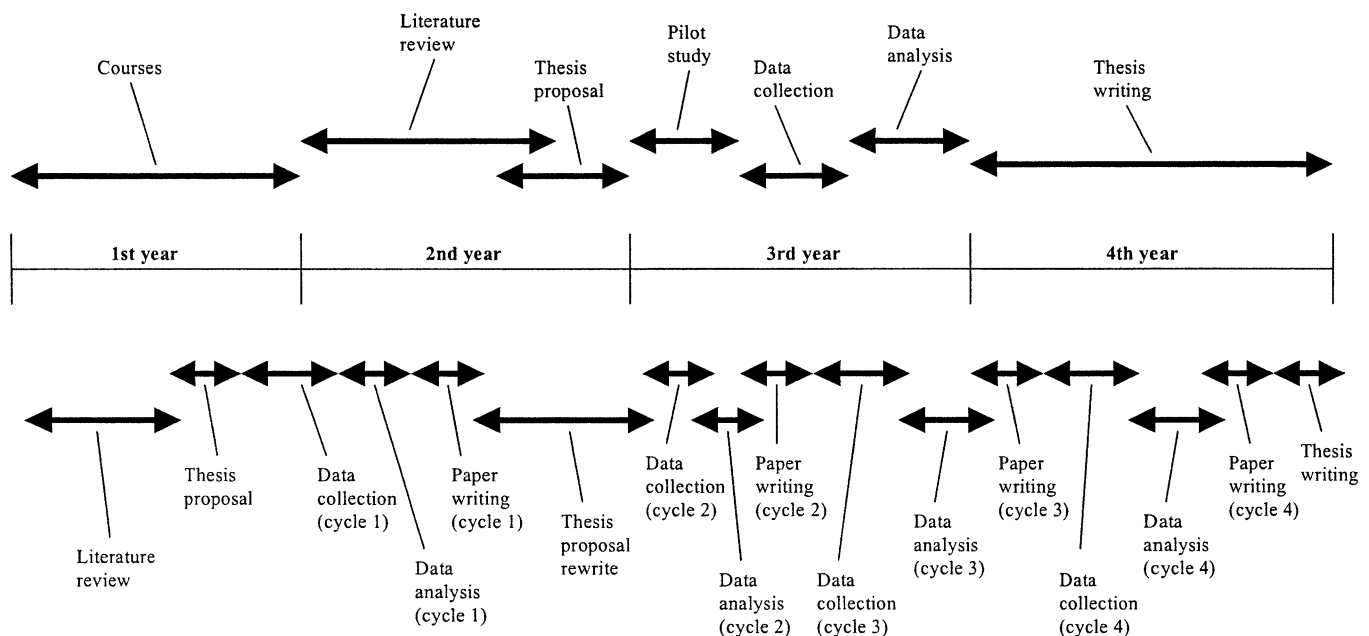 Courses
Literature
review
Thesis
proposal
Pilot
study
Data
collection
Data
analysis
Thesis
writing
1st year
2nd year
3rd year
4th year
Literature
review
Thesis
proposal
Data
collection
(cycle 1)
Data
analysis
(cycle 1)
Paper
writing
(cycle 1)
Thesis
proposal
rewrite
Data
collection
(cycle 2)
Data
analysis
(cycle 2)
Paper
writing
(cycle 2)
Data
collection
(cycle 3)
Data
analysis
(cycle 3)
Paper
writing
(cycle 3)
Data
collection
(cycle 4)
Data
analysis
(cycle 4)
Paper
writing
(cycle 4)
Thesis
writing